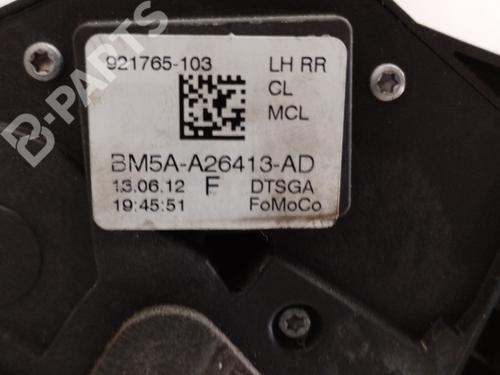 B-PARTS
921765-103 LH RR
CL
MCL
BM5A-A26413-AD
13.06.12 F DTSGA
19:45:51 FoMoCo